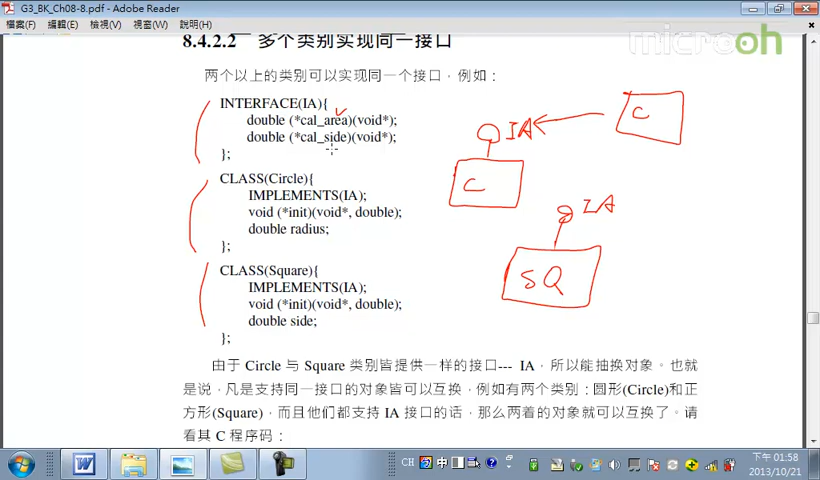 G3_BK_Ch08-8.pdf - Adobe Reader
檔案(F) 編輯(E) 檢視(V) 視窗(W) 說明(H)
microoh
8.4.2.2 多个类别实现同一接口
两个以上的类别可以实现同一个接口，例如：
INTERFACE(IA){
double (*cal_area)(void*);
double (*cal_side)(void*);
};
CLASS(Circle){
IMPLEMENTS(IA);
void (*init)(void*, double);
double radius;
};
CLASS(Square){
IMPLEMENTS(IA);
void (*init)(void*, double);
double side;
};
IA
C
C
IA
SQ
由于 Circle 与 Square 类别皆提供一样的接口--- IA，所以能抽换对象。也就
是说，凡是支持同一接口的对象皆可以互换，例如有两个类别：圆形(Circle)和正
方形(Square)，而且他们都支持 IA 接口的话，那么两着的对象就可以互换了。请
看其 C 程序码：
CH 中
下午 01:58
2013/10/21